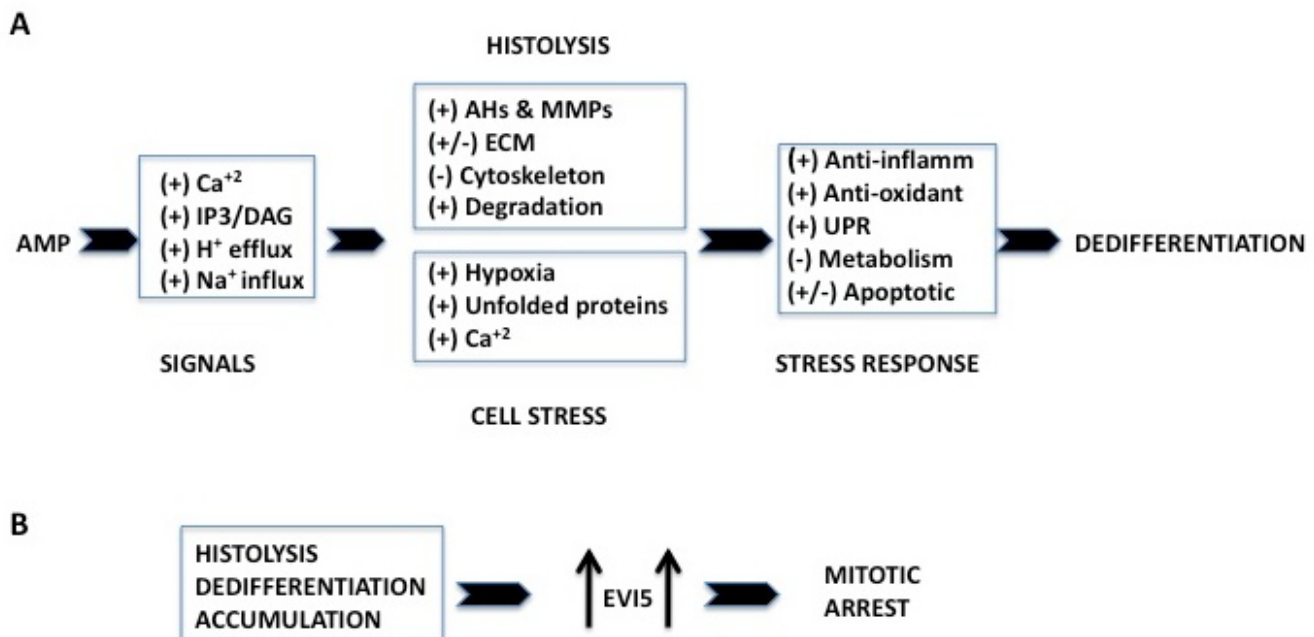 A
HISTOLYSIS
(+) AHs & MMPs
(+/-) ECM
(-) Cytoskeleton
(+) Degradation
AMP
(+) Ca⁺²
(+) IP3/DAG
(+) H⁺ efflux
(+) Na⁺ influx
SIGNALS
(+) Hypoxia
(+) Unfolded proteins
(+) Ca⁺²
CELL STRESS
(+) Anti-inflamm
(+) Anti-oxidant
(+) UPR
(-) Metabolism
(+/-) Apoptotic
STRESS RESPONSE
DEDIFFERENTIATION
B
HISTOLYSIS
DEDIFFERENTIATION
ACCUMULATION
EVI5
MITOTIC
ARREST